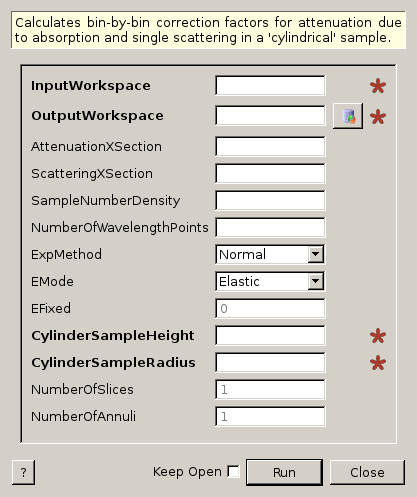 Calculates bin-by-bin correction factors for attenuation due
to absorption and single scattering in a 'cylindrical' sample.
InputWorkspace *
OutputWorkspace *
AttenuationXSection
ScatteringXSection
SampleNumberDensity
NumberOfWavelengthPoints
ExpMethod Normal
EMode Elastic
EFixed 0
CylinderSampleHeight *
CylinderSampleRadius *
NumberOfSlices 1
NumberOfAnnuli 1
? Keep Open Run Close